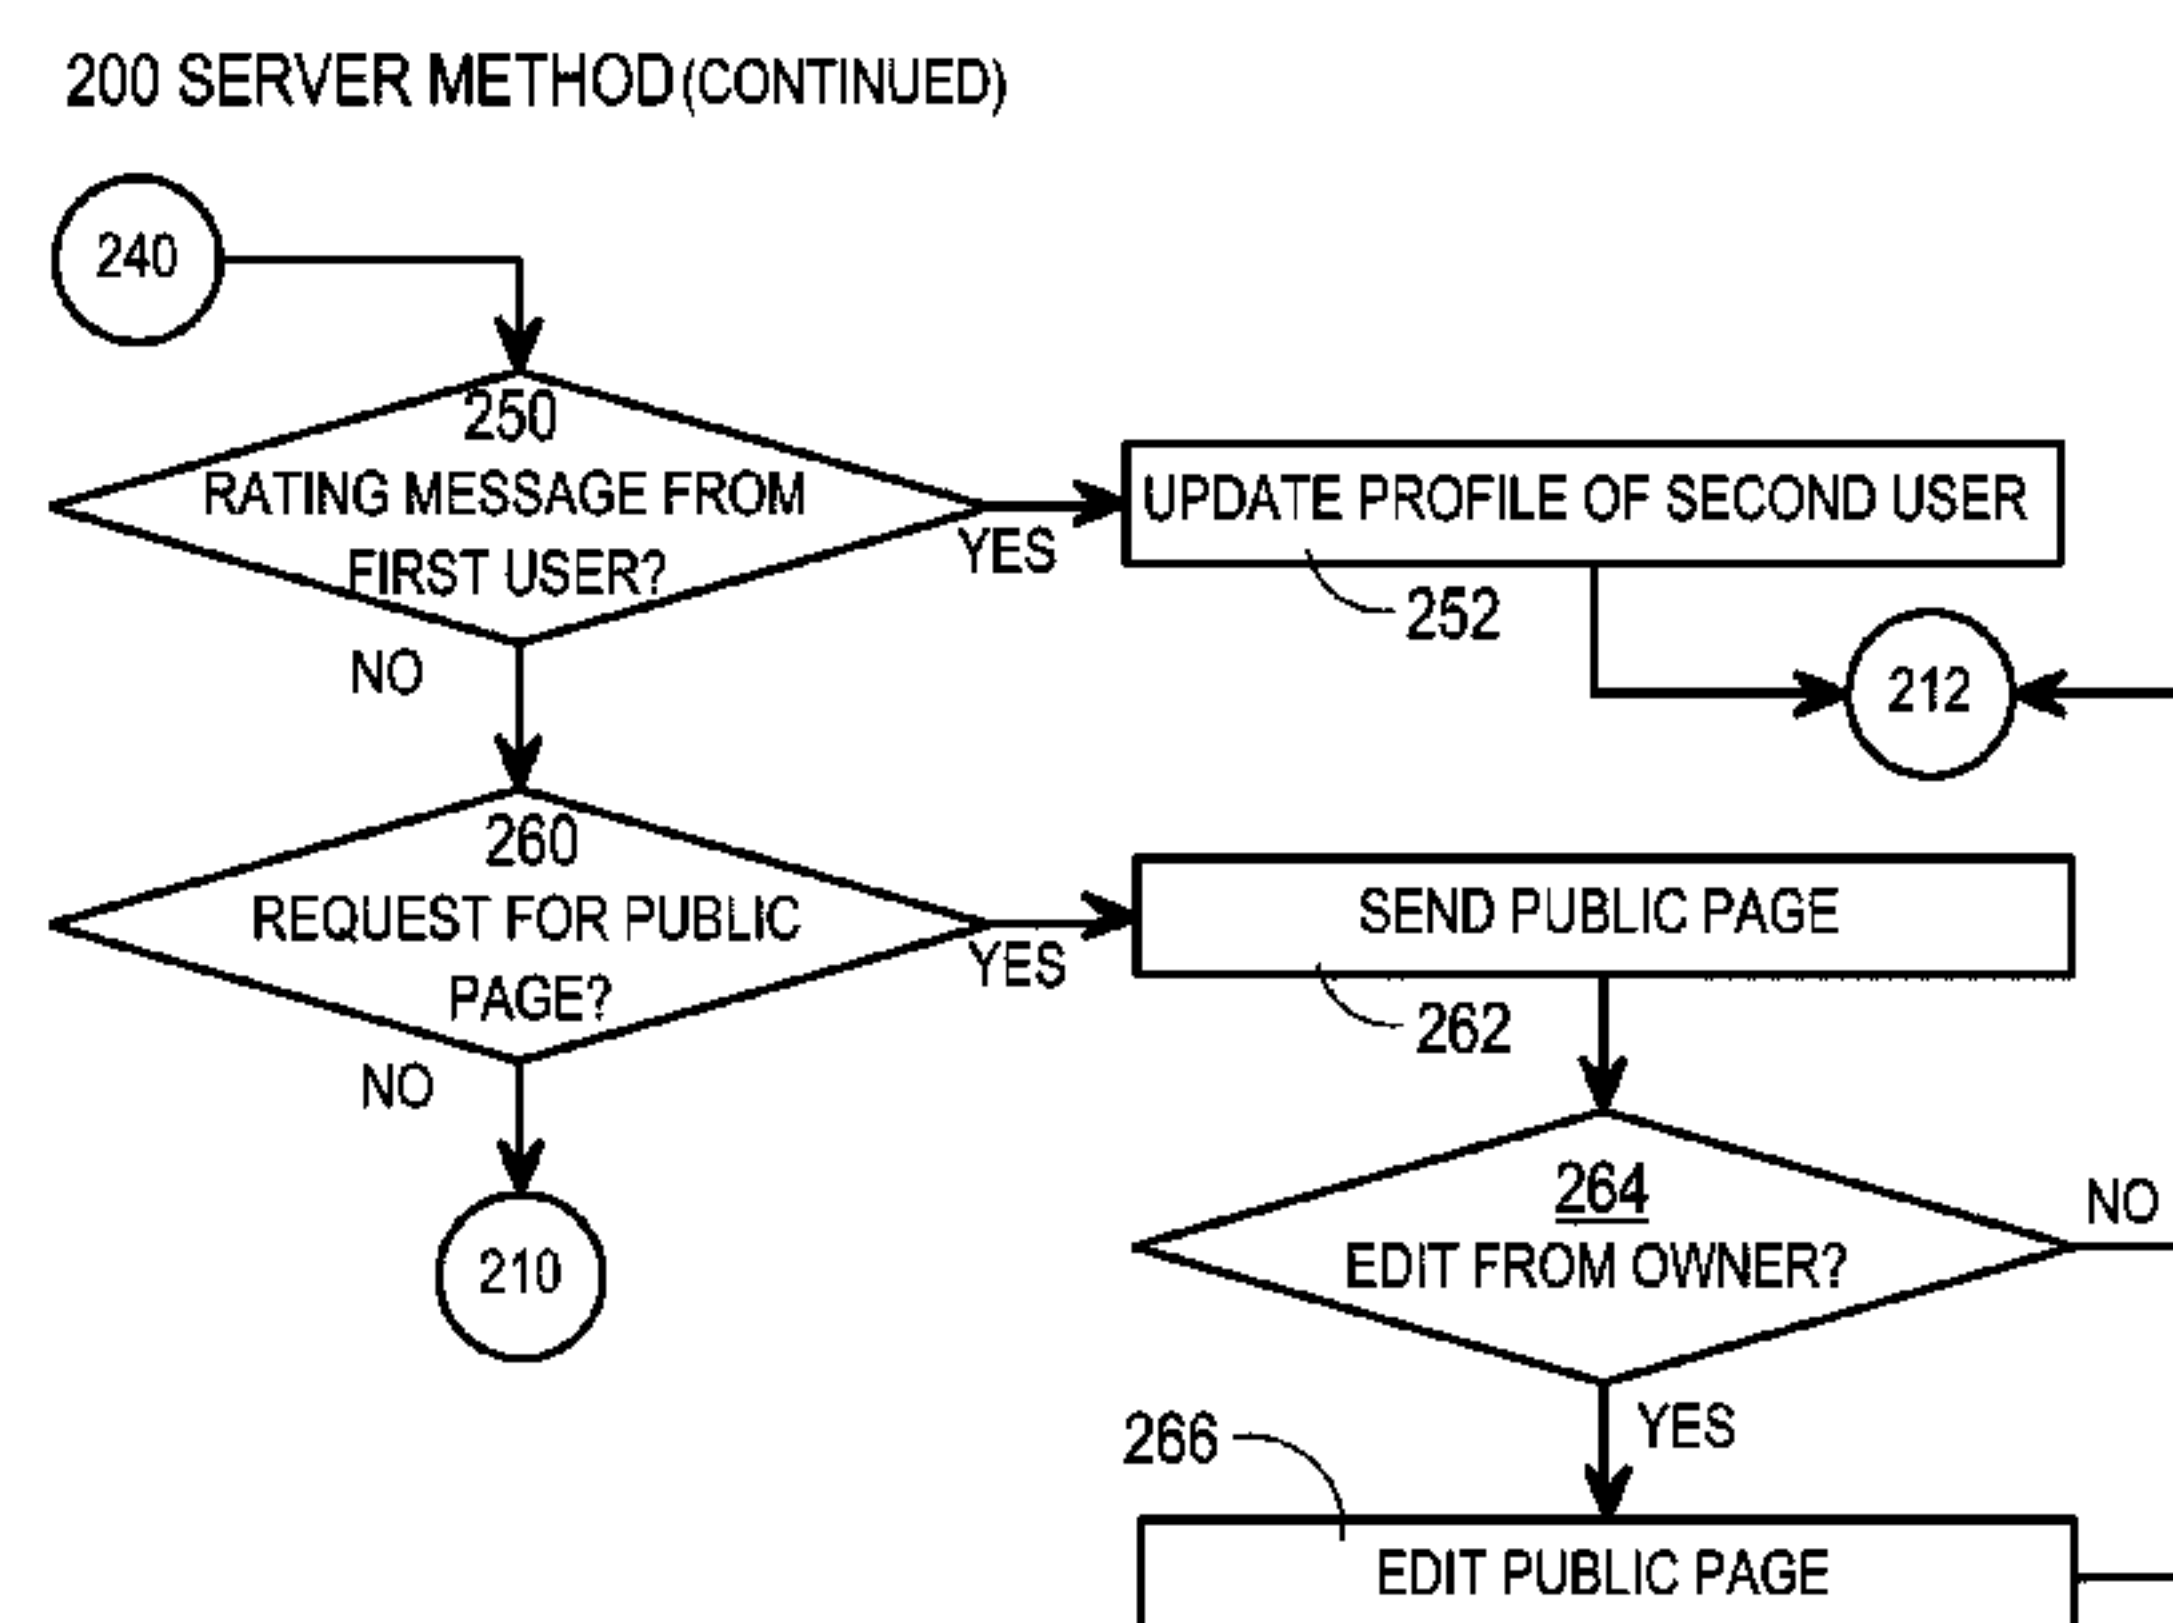 200 SERVER METHOD (CONTINUED)
240
250
RATING MESSAGE FROM
FIRST USER?
YES
UPDATE PROFILE OF SECOND USER
252
NO
212
260
REQUEST FOR PUBLIC
PAGE?
YES
SEND PUBLIC PAGE
262
NO
210
264
EDIT FROM OWNER?
NO
YES
266
EDIT PUBLIC PAGE